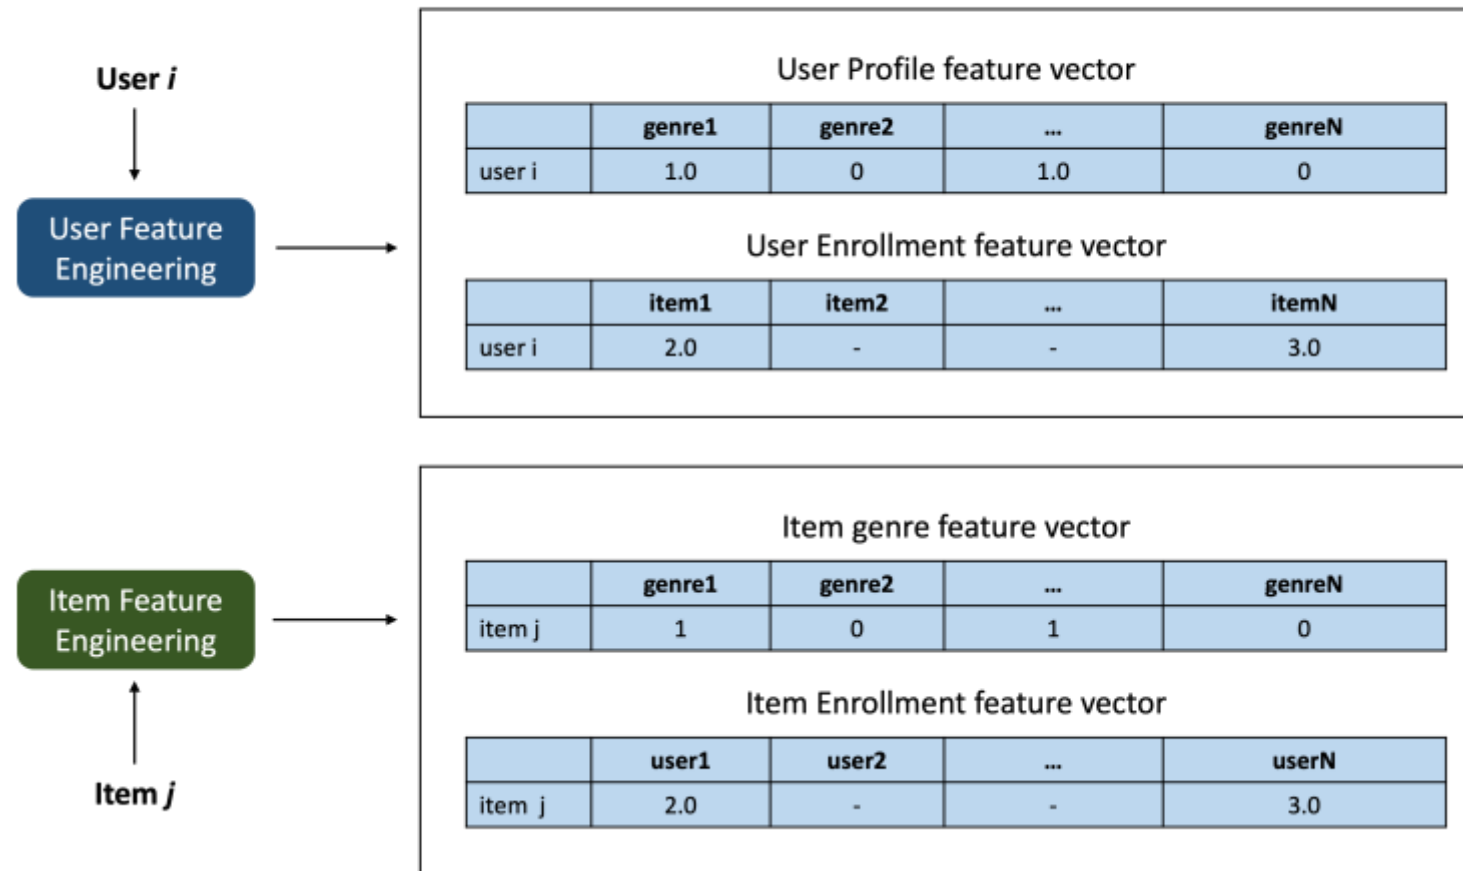 User i
User Feature
Engineering
User Profile feature vector
genre1 genre2 ... genreN
user i 1.0 0 1.0 0
User Enrollment feature vector
item1 item2 ... itemN
user i 2.0 - - 3.0
Item Feature
Engineering
Item j
Item genre feature vector
genre1 genre2 ... genreN
item j 1 0 1 0
Item Enrollment feature vector
user1 user2 ... userN
item j 2.0 - - 3.0